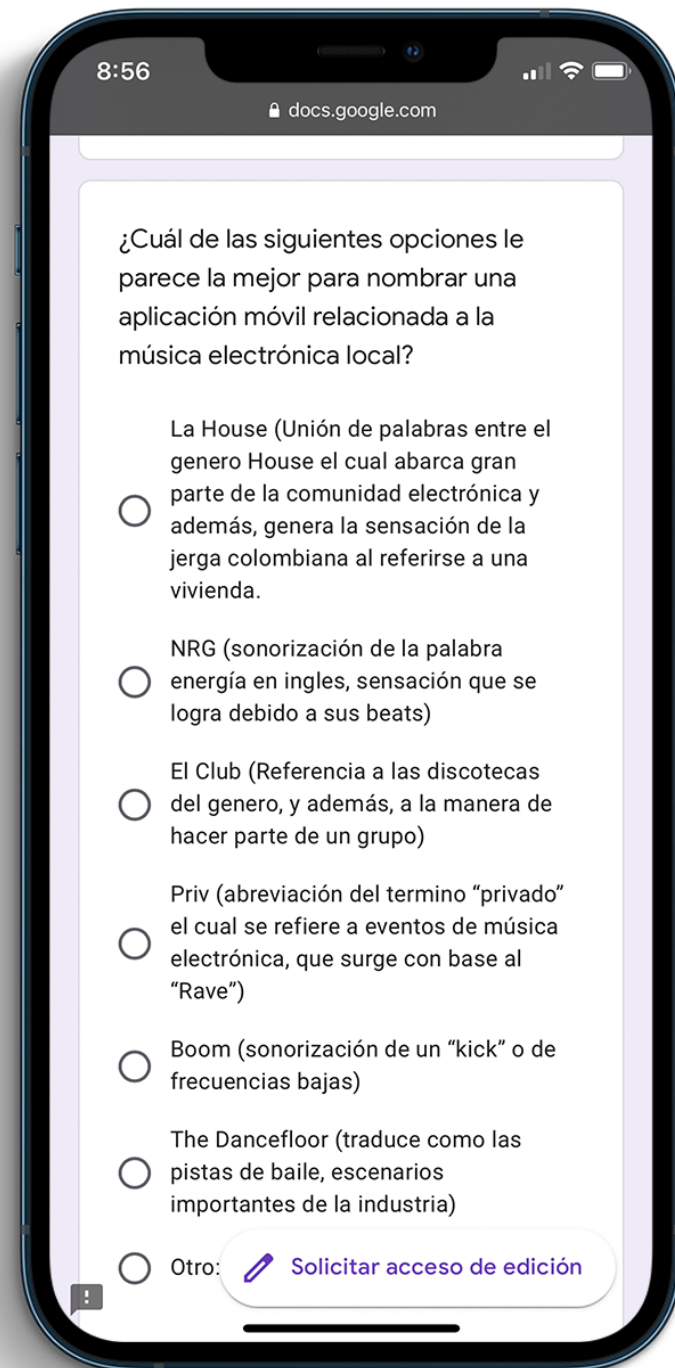 8:56
docs.google.com
¿Cuál de las siguientes opciones le
parece la mejor para nombrar una
aplicación móvil relacionada a la
música electrónica local?
La House (Unión de palabras entre el
genero House el cual abarca gran
parte de la comunidad electrónica y
además, genera la sensación de la
jerga colombiana al referirse a una
vivienda.
NRG (sonorización de la palabra
energía en ingles, sensación que se
logra debido a sus beats)
El Club (Referencia a las discotecas
del genero, y además, a la manera de
hacer parte de un grupo)
Priv (abreviación del termino “privado”
el cual se refiere a eventos de música
electrónica, que surge con base al
“Rave”)
Boom (sonorización de un “kick” o de
frecuencias bajas)
The Dancefloor (traduce como las
pistas de baile, escenarios
importantes de la industria)
Otro:
Solicitar acceso de edición
!